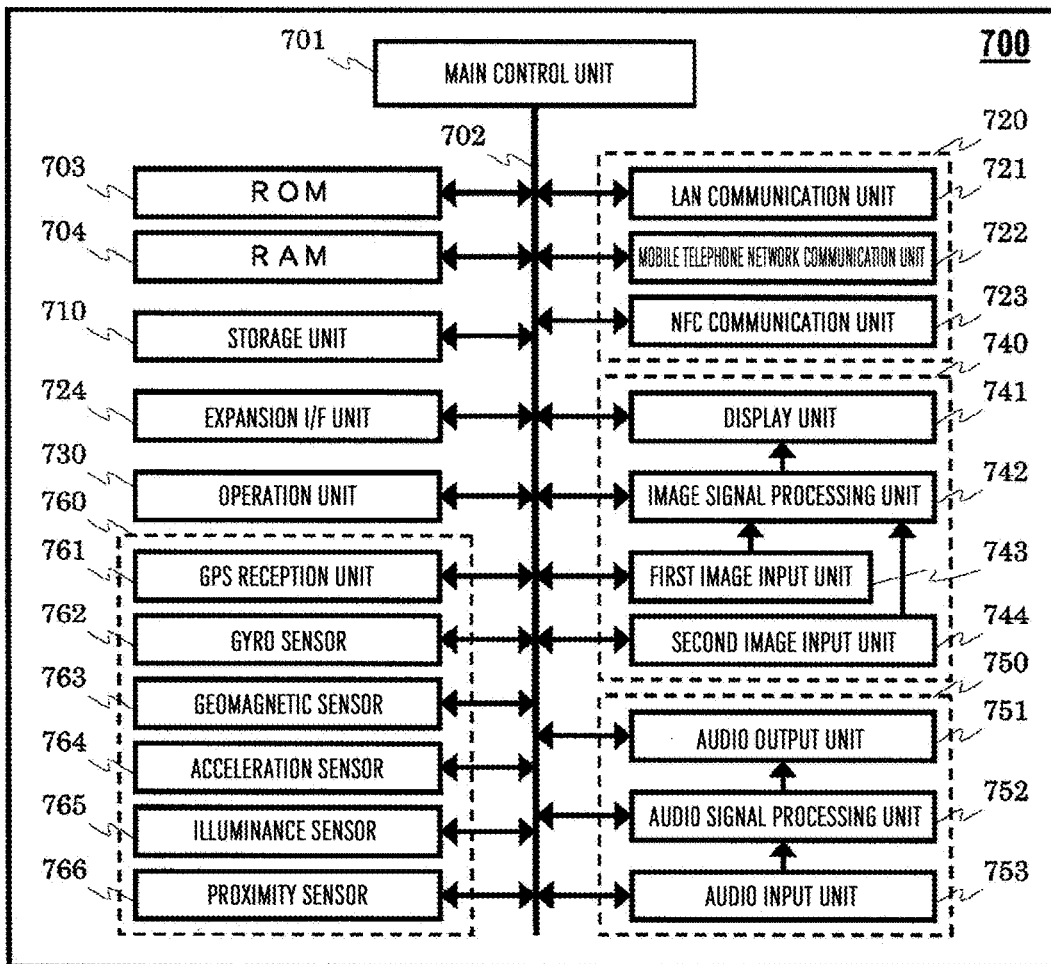 700
701
MAIN CONTROL UNIT
702
703
ROM
704
RAM
710
STORAGE UNIT
724
EXPANSION I/F UNIT
730
OPERATION UNIT
760
761
GPS RECEPTION UNIT
762
GYRO SENSOR
763
GEOMAGNETIC SENSOR
764
ACCELERATION SENSOR
765
ILLUMINANCE SENSOR
766
PROXIMITY SENSOR
720
721
LAN COMMUNICATION UNIT
722
MOBILE TELEPHONE NETWORK COMMUNICATION UNIT
723
NFC COMMUNICATION UNIT
740
741
DISPLAY UNIT
742
IMAGE SIGNAL PROCESSING UNIT
743
FIRST IMAGE INPUT UNIT
744
SECOND IMAGE INPUT UNIT
750
751
AUDIO OUTPUT UNIT
752
AUDIO SIGNAL PROCESSING UNIT
753
AUDIO INPUT UNIT